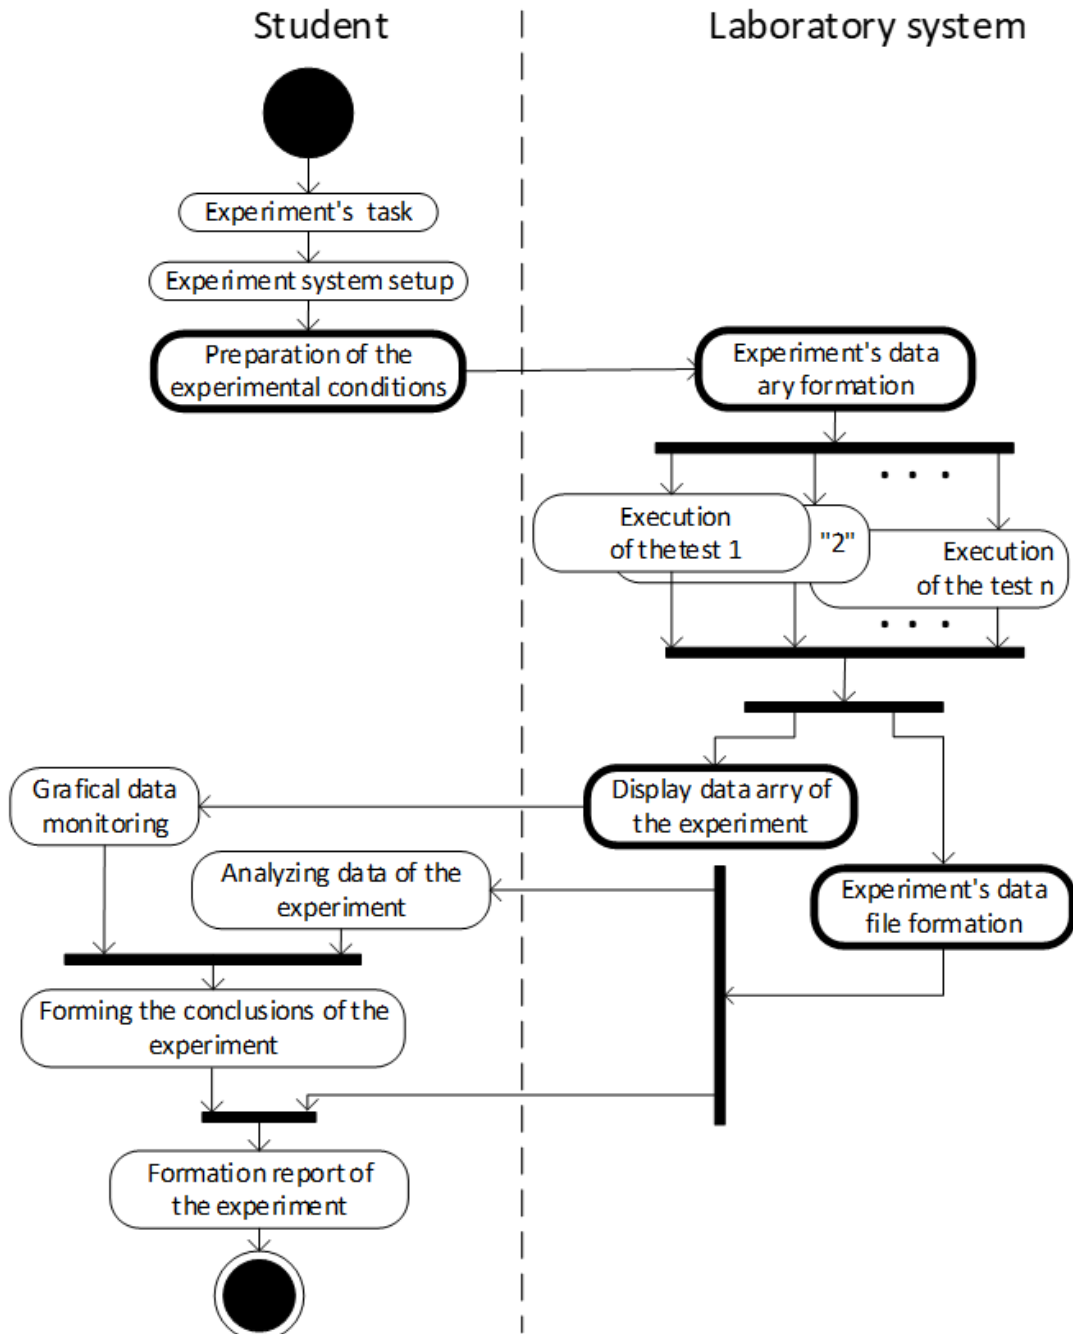 Student
Laboratory system
Experiment's task
Experiment system setup
Preparation of the
experimental conditions
Experiment's data
ary formation
. . .
Execution
of the test 1
"2"
Execution
of the test n
. . .
Grafical data
monitoring
Display data arry of
the experiment
Analyzing data of the
experiment
Experiment's data
file formation
Forming the conclusions of the
experiment
Formation report of
the experiment